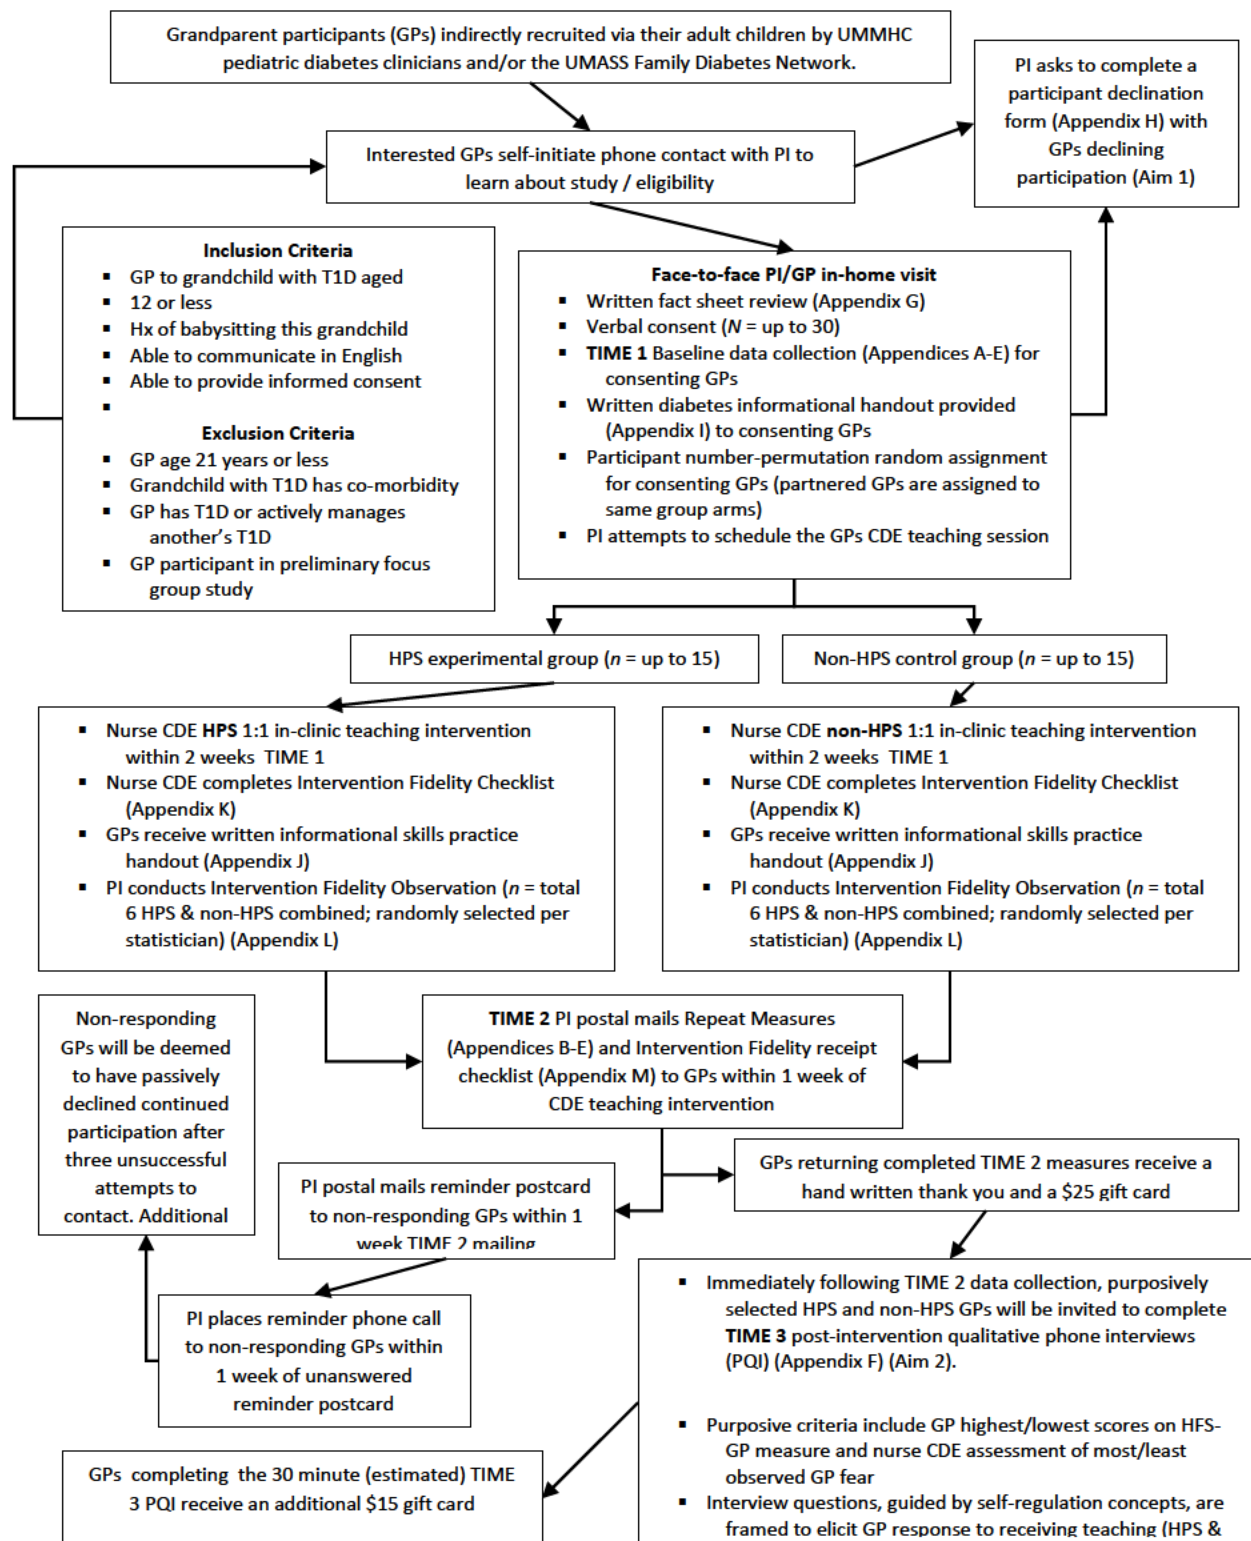 Grandparent participants (GPs) indirectly recruited via their adult children by UMMHC
pediatric diabetes clinicians and/or the UMASS Family Diabetes Network.
PI asks to complete a
participant declination
form (Appendix H) with
GPs declining
participation (Aim 1)
Interested GPs self-initiate phone contact with PI to
learn about study / eligibility
Inclusion Criteria
▪ GP to grandchild with T1D aged
▪ 12 or less
▪ Hx of babysitting this grandchild
▪ Able to communicate in English
▪ Able to provide informed consent
▪
Exclusion Criteria
▪ GP age 21 years or less
▪ Grandchild with T1D has co-morbidity
▪ GP has T1D or actively manages
another's T1D
▪ GP participant in preliminary focus
group study
Face-to-face PI/GP in-home visit
▪ Written fact sheet review (Appendix G)
▪ Verbal consent (N = up to 30)
▪ TIME 1 Baseline data collection (Appendices A-E) for
consenting GPs
▪ Written diabetes informational handout provided
(Appendix I) to consenting GPs
▪ Participant number-permutation random assignment
for consenting GPs (partnered GPs are assigned to
same group arms)
▪ PI attempts to schedule the GPs CDE teaching session
HPS experimental group (n = up to 15)
Non-HPS control group (n = up to 15)
▪ Nurse CDE HPS 1:1 in-clinic teaching intervention
within 2 weeks TIME 1
▪ Nurse CDE completes Intervention Fidelity Checklist
(Appendix K)
▪ GPs receive written informational skills practice
handout (Appendix J)
▪ PI conducts Intervention Fidelity Observation (n = total
6 HPS & non-HPS combined; randomly selected per
statistician) (Appendix L)
▪ Nurse CDE non-HPS 1:1 in-clinic teaching intervention
within 2 weeks TIME 1
▪ Nurse CDE completes Intervention Fidelity Checklist
(Appendix K)
▪ GPs receive written informational skills practice
handout (Appendix J)
▪ PI conducts Intervention Fidelity Observation (n = total
6 HPS & non-HPS combined; randomly selected per
statistician) (Appendix L)
Non-responding
GPs will be deemed
to have passively
declined continued
participation after
three unsuccessful
attempts to
contact. Additional
TIME 2 PI postal mails Repeat Measures
(Appendices B-E) and Intervention Fidelity receipt
checklist (Appendix M) to GPs within 1 week of
CDE teaching intervention
GPs returning completed TIME 2 measures receive a
hand written thank you and a $25 gift card
PI postal mails reminder postcard
to non-responding GPs within 1
week TIME 2 mailing
PI places reminder phone call
to non-responding GPs within
1 week of unanswered
reminder postcard
▪ Immediately following TIME 2 data collection, purposively
selected HPS and non-HPS GPs will be invited to complete
TIME 3 post-intervention qualitative phone interviews
(PQI) (Appendix F) (Aim 2).
▪ Purposive criteria include GP highest/lowest scores on HFS-
GP measure and nurse CDE assessment of most/least
observed GP fear
▪ Interview questions, guided by self-regulation concepts, are
framed to elicit GP response to receiving teaching (HPS &
GPs completing the 30 minute (estimated) TIME
3 PQI receive an additional $15 gift card